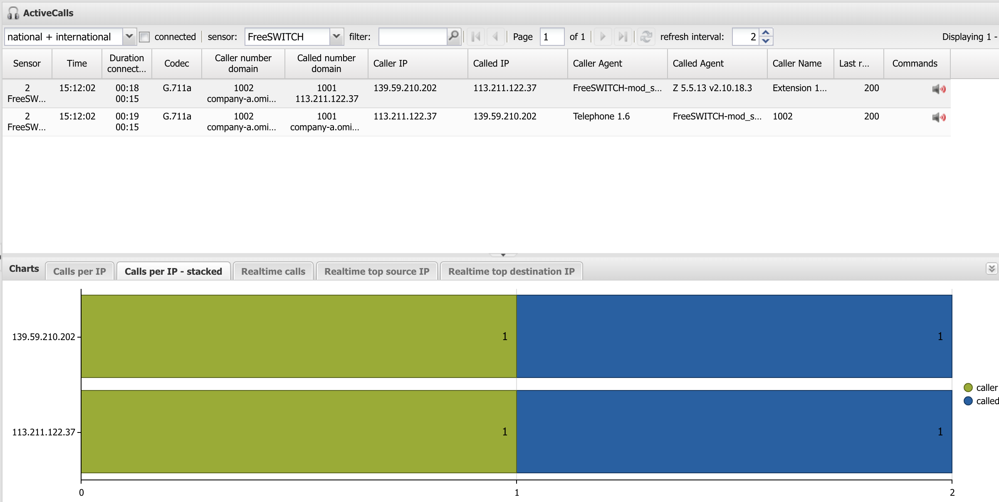 ActiveCalls
national + international connected sensor: FreeSWITCH filter: Page 1 of 1 refresh interval: 2 Displaying 1 -
Sensor Time Duration connect... Codec Caller number domain Called number domain Caller IP Called IP Caller Agent Called Agent Caller Name Last r... Commands
2 15:12:02 00:18 G.711a 1002 1001 139.59.210.202 113.211.122.37 FreeSWITCH-mod_s... Z 5.5.13 v2.10.18.3 Extension 1... 200
FreeSW... 00:15 company-a.omi... 113.211.122.37
2 15:12:02 00:19 G.711a 1002 1001 113.211.122.37 139.59.210.202 Telephone 1.6 FreeSWITCH-mod_s... 1002 200
FreeSW... 00:15 company-a.omi... company-a.omi...
Charts Calls per IP Calls per IP - stacked Realtime calls Realtime top source IP Realtime top destination IP
139.59.210.202 1 1
caller
called
113.211.122.37 1 1
0 1 2